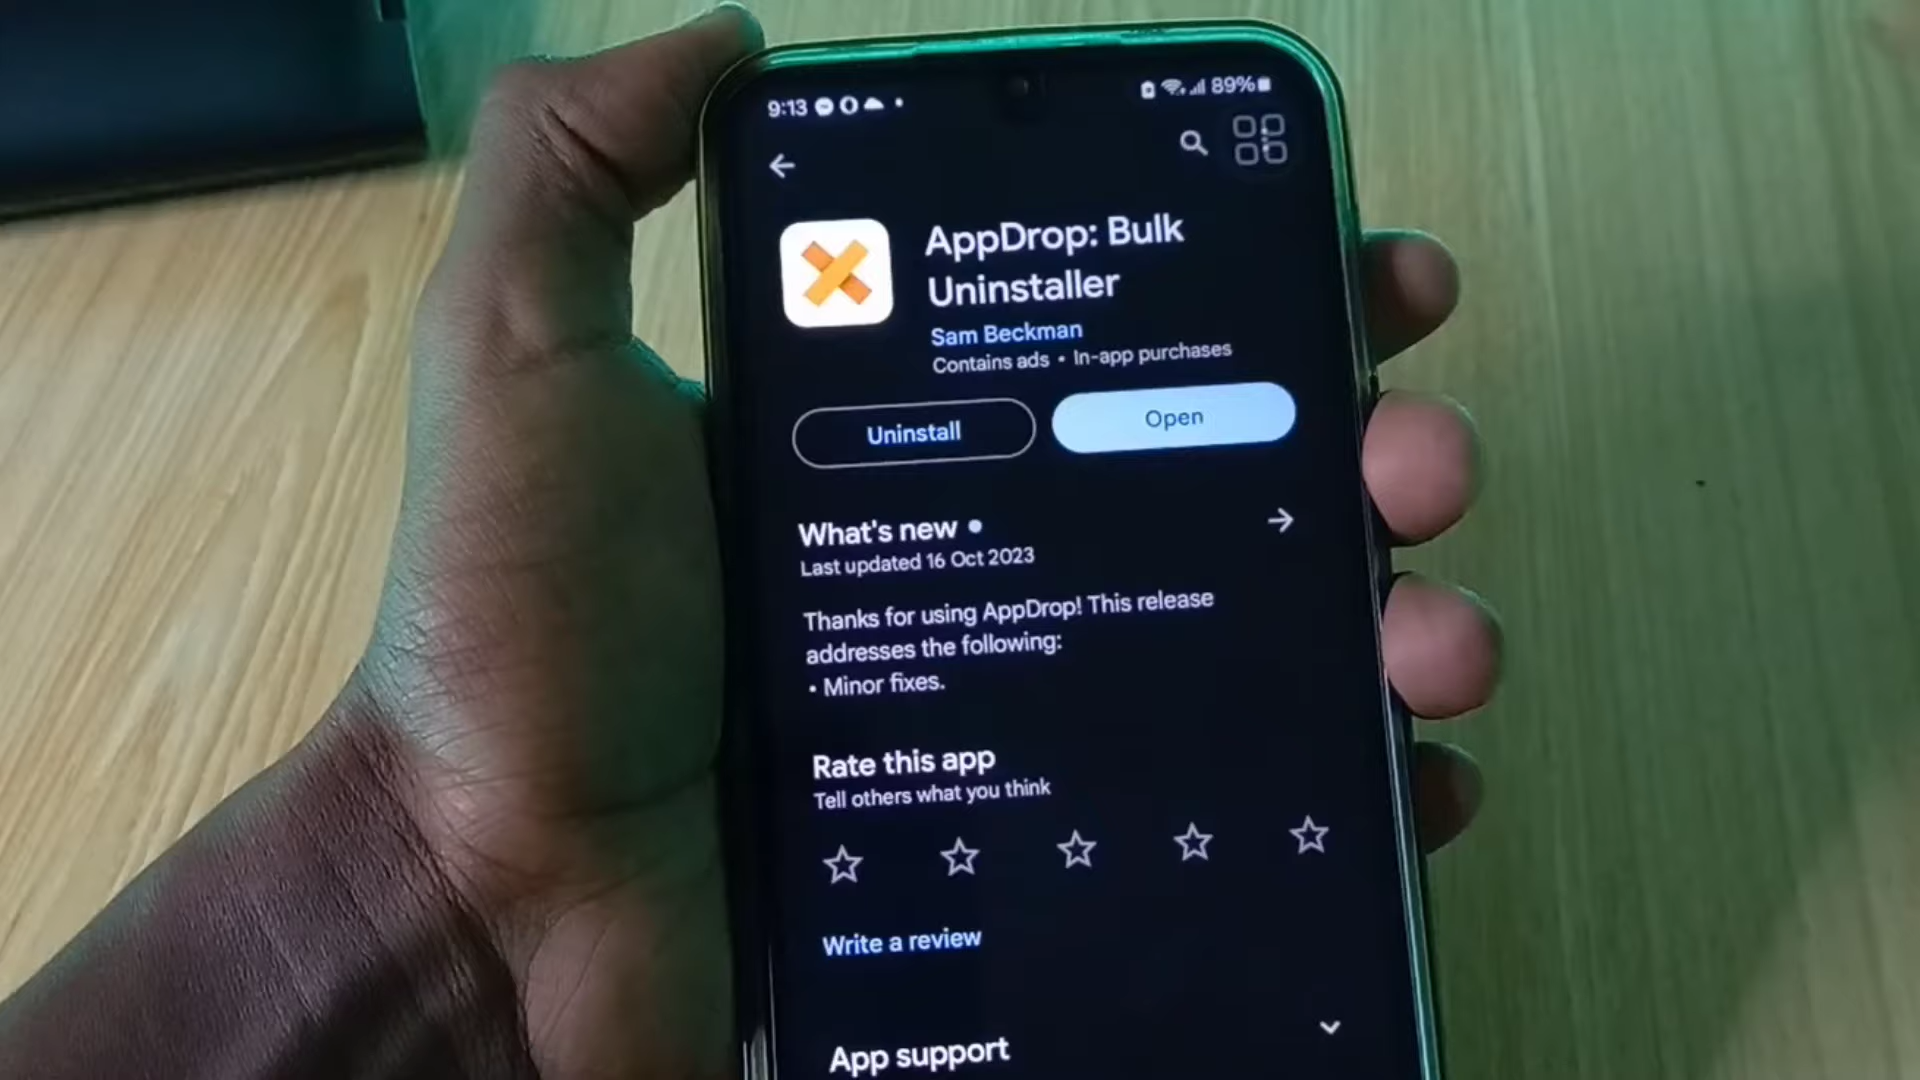 9:13 89%
AppDrop: Bulk
Uninstaller
Sam Beckman
Contains ads • In-app purchases
Uninstall
Open
What's new •
Last updated 16 Oct 2023
Thanks for using AppDrop! This release
addresses the following:
• Minor fixes.
Rate this app
Tell others what you think
Write a review
App support